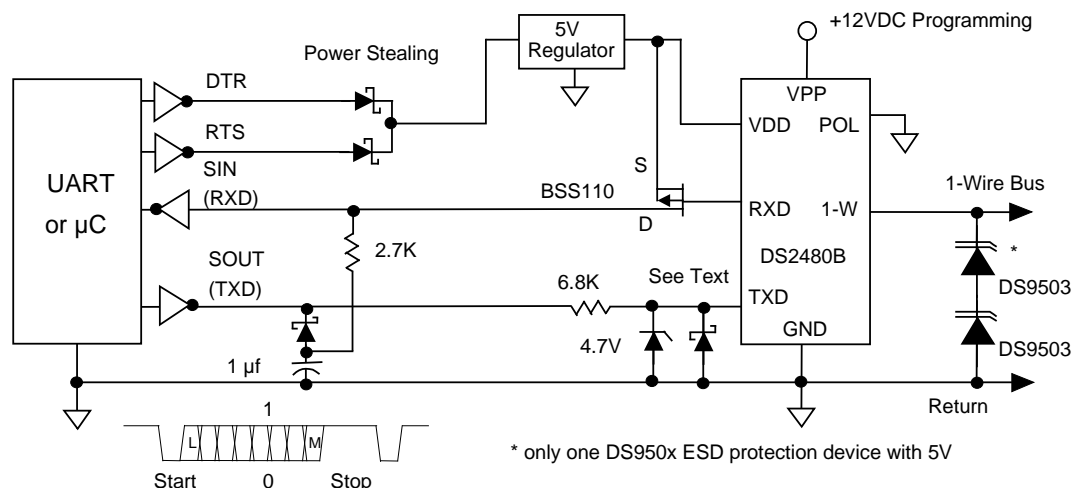 +12VDC Programming
5V
Regulator
Power Stealing
DTR
VPP
VDD
POL
RTS
SIN
(RXD)
UART
or µC
S
BSS110
D
RXD
1-W
1-Wire Bus
DS2480B
*
2.7K
SOUT
(TXD)
6.8K
See Text
TXD
DS9503
GND
4.7V
DS9503
1 µf
Return
1
L
M
* only one DS950x ESD protection device with 5V
Start
0
Stop